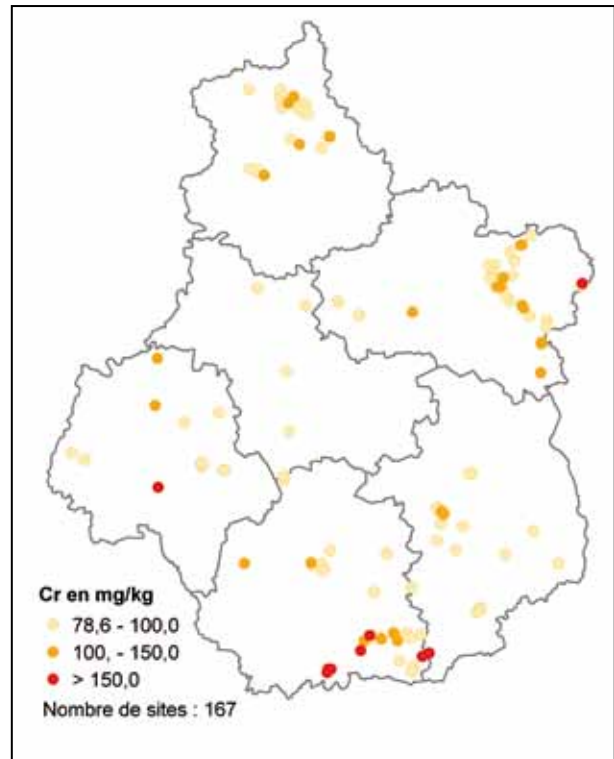 Cr en mg/kg
78,6 - 100,0
100, - 150,0
> 150,0
Nombre de sites : 167